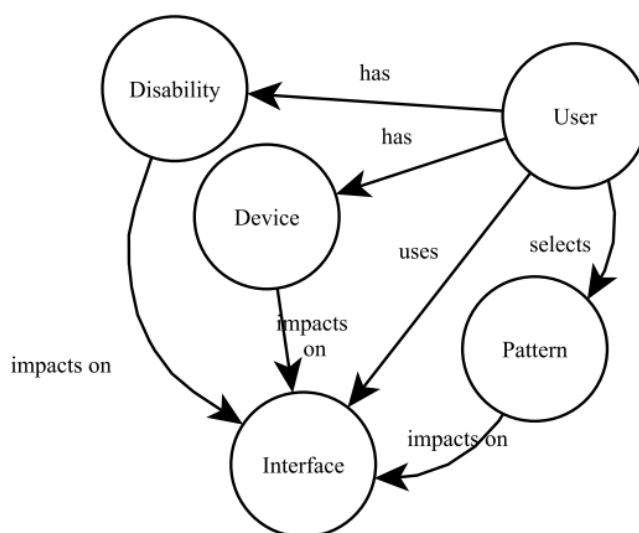 has
Disability
User
has
Device
uses
selects
impacts
on
Pattern
impacts on
impacts on
Interface